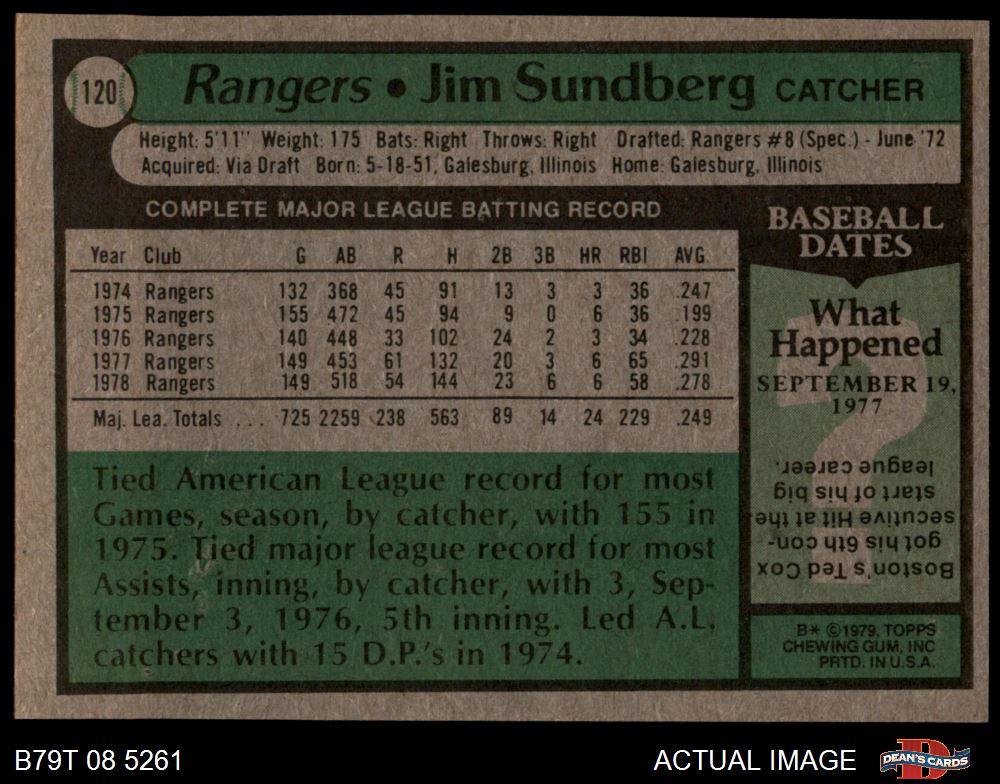 120
Rangers • Jim Sundberg CATCHER
Height: 5'11" Weight: 175 Bats: Right Throws: Right Drafted: Rangers #8 (Spec.) - June '72
Acquired: Via Draft Born: 5-18-51, Galesburg, Illinois Home: Galesburg, Illinois
COMPLETE MAJOR LEAGUE BATTING RECORD
Year Club G AB R H 2B 3B HR RBI AVG.
1974 Rangers 132 368 45 91 13 3 3 36 .247
1975 Rangers 155 472 45 94 9 0 6 36 .199
1976 Rangers 140 448 33 102 24 2 3 34 .228
1977 Rangers 149 453 61 132 20 3 6 65 .291
1978 Rangers 149 518 54 144 23 6 6 58 .278
Maj. Lea. Totals ... 725 2259 238 563 89 14 24 229 .249
Tied American League record for most
Games, season, by catcher, with 155 in
1975. Tied major league record for most
Assists, inning, by catcher, with 3, Sep-
tember 3, 1976, 5th inning. Led A.L.
catchers with 15 D.P.'s in 1974.
BASEBALL
DATES
What
Happened
SEPTEMBER 19,
1977
?
Boston's Ted Cox
got his 6th con-
secutive Hit at the
start of his big
league career.
B* ©1979, TOPPS
CHEWING GUM, INC
PRTD. IN U.S.A.
B79T 08 5261
ACTUAL IMAGE
D
DEAN'S CARDS